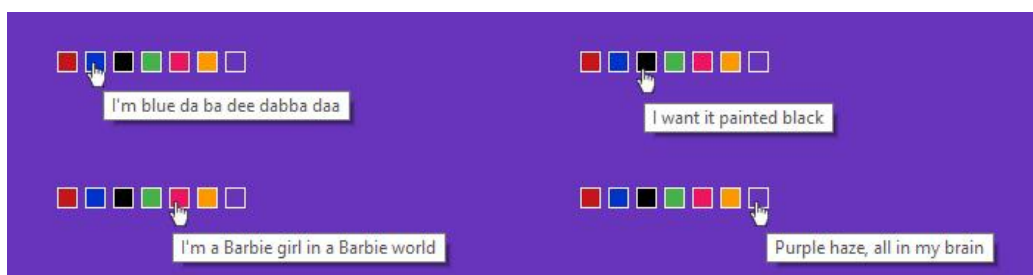 I'm blue da ba dee dabba daa
I want it painted black
I'm a Barbie girl in a Barbie world
Purple haze, all in my brain